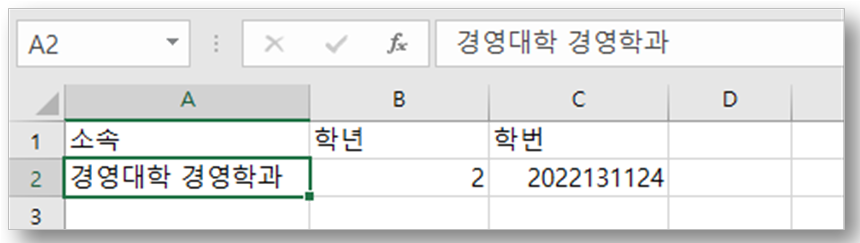 A2 fx 경영대학 경영학과
A B C D
1 소속 학년 학번
2 경영대학 경영학과 2 2022131124
3